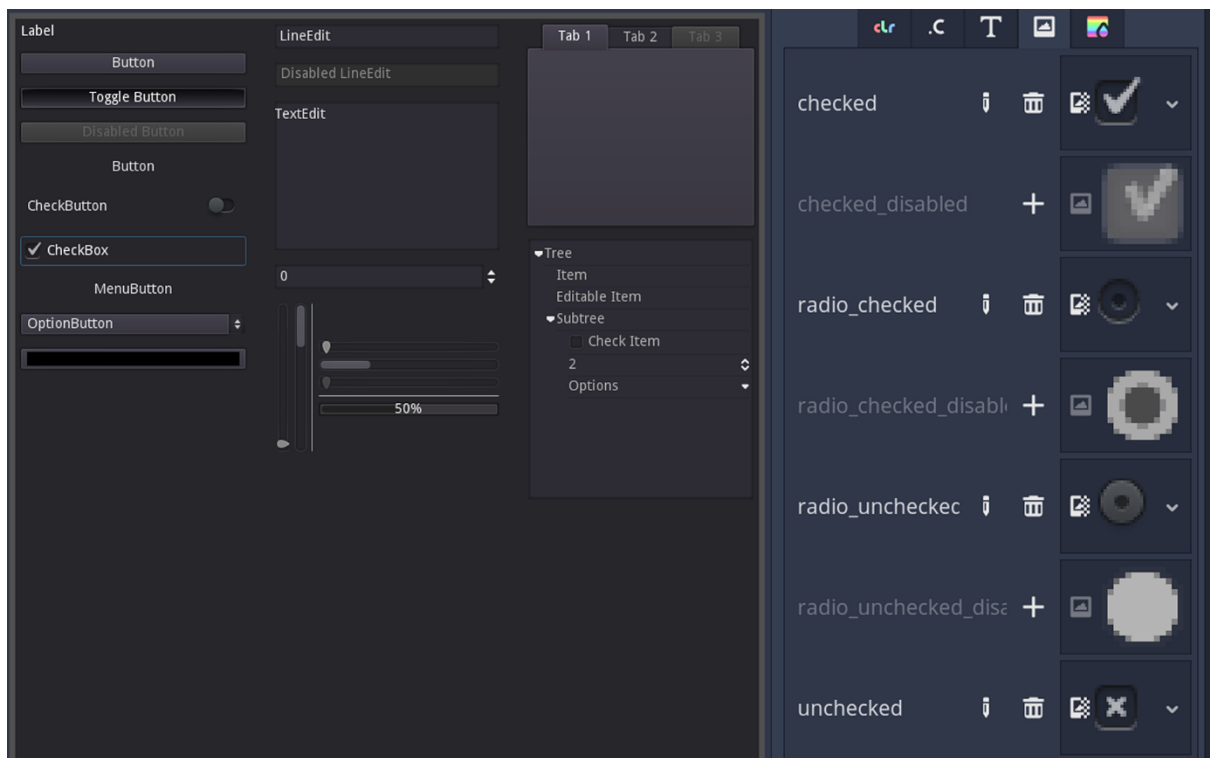 Label
Button
Toggle Button
Disabled Button
Button
CheckButton
CheckBox
MenuButton
OptionButton
LineEdit
Disabled LineEdit
TextEdit
0
50%
Tab 1 Tab 2 Tab 3
Tree
Item
Editable Item
Subtree
Check Item
2
Options
clr .C T
checked
checked_disabled
radio_checked
radio_checked_disabl
radio_unchecked
radio_unchecked_disa
unchecked